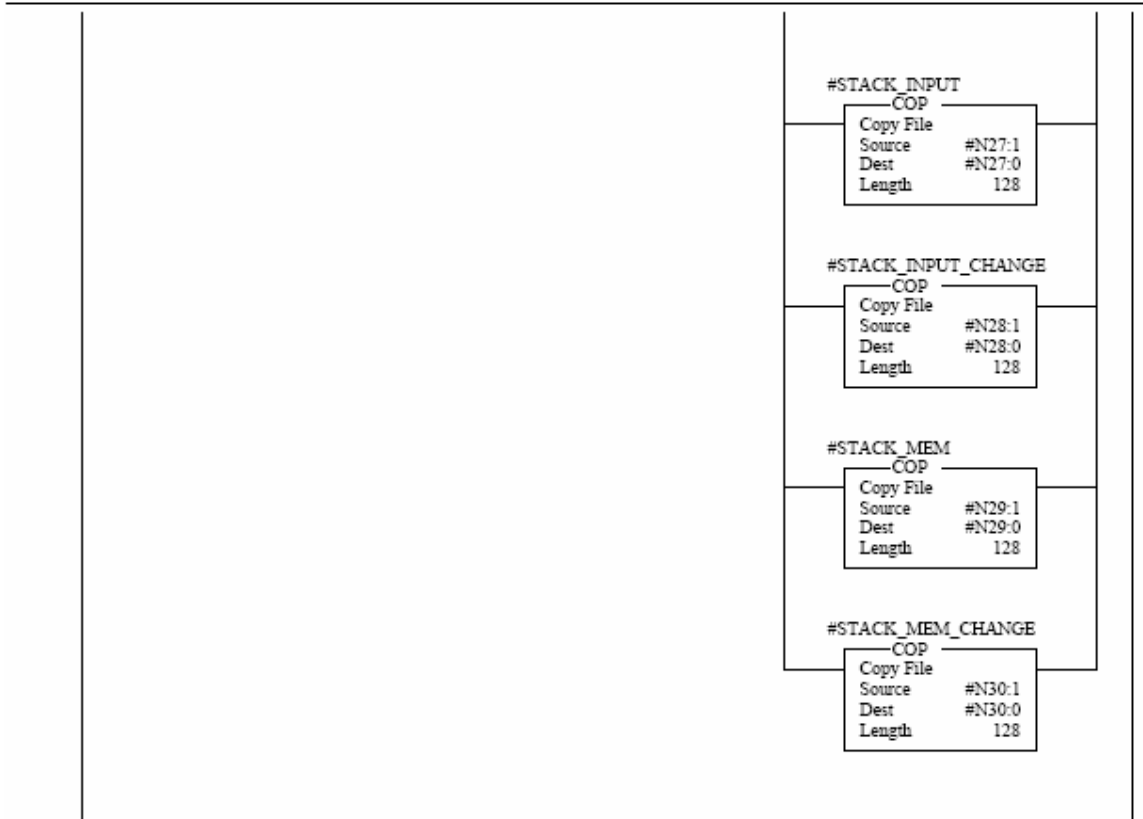 #STACK_INPUT
COP
Copy File
Source #N27:1
Dest #N27:0
Length 128
#STACK_INPUT_CHANGE
COP
Copy File
Source #N28:1
Dest #N28:0
Length 128
#STACK_MEM
COP
Copy File
Source #N29:1
Dest #N29:0
Length 128
#STACK_MEM_CHANGE
COP
Copy File
Source #N30:1
Dest #N30:0
Length 128